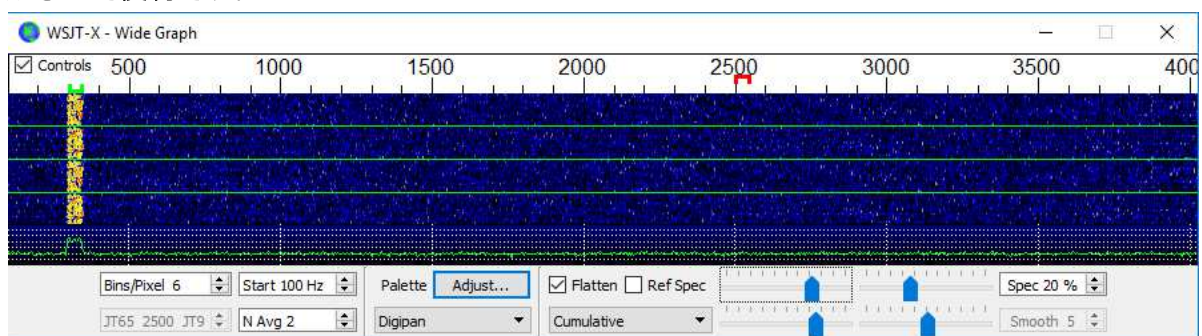 WSJT-X - Wide Graph
Controls 500 1000 1500 2000 2500 3000 3500 400
Bins/Pixel 6 Start 100 Hz Palette Adjust... Flatten Ref Spec Spec 20 %
JT65 2500 JT9 N Avg 2 Digipan Cumulative Smooth 5